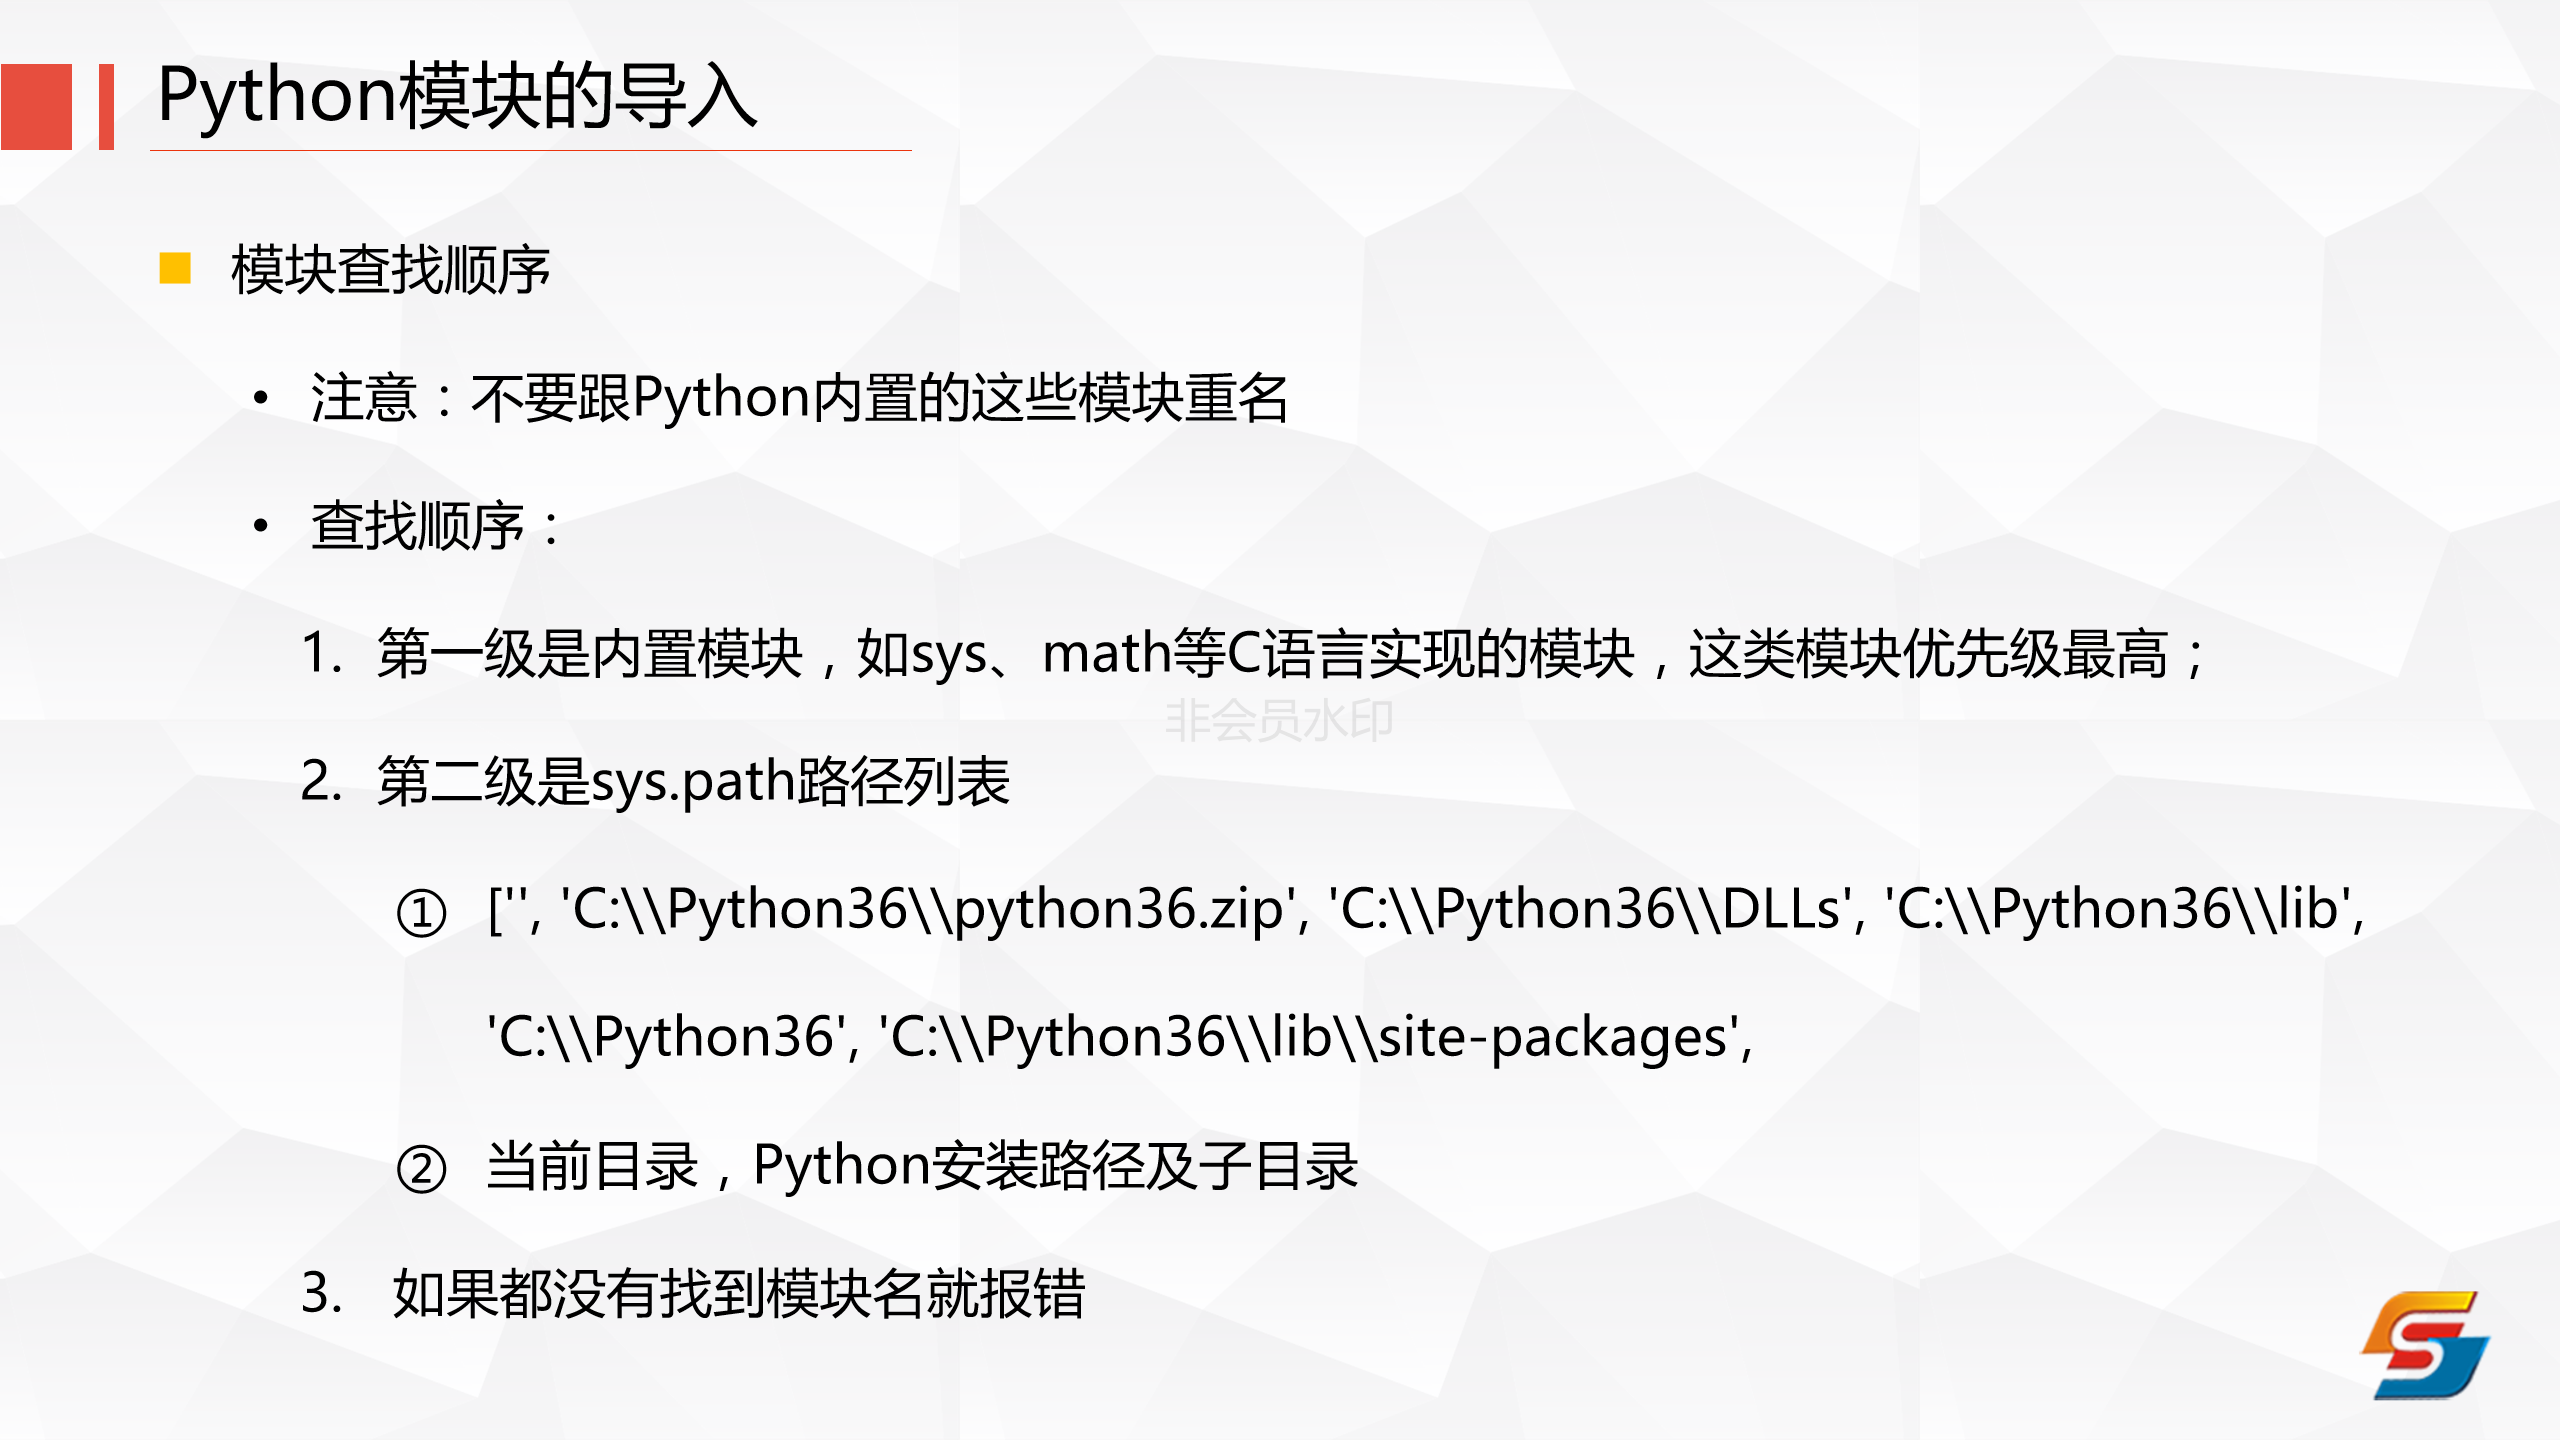 Python模块的导入
模块查找顺序
• 注意：不要跟Python内置的这些模块重名
• 查找顺序：
1. 第一级是内置模块，如sys、math等C语言实现的模块，这类模块优先级最高；
非会员水印
2. 第二级是sys.path路径列表
① ['', 'C:\\Python36\\python36.zip', 'C:\\Python36\\DLLs', 'C:\\Python36\\lib',
'C:\\Python36', 'C:\\Python36\\lib\\site-packages',
② 当前目录，Python安装路径及子目录
3. 如果都没有找到模块名就报错